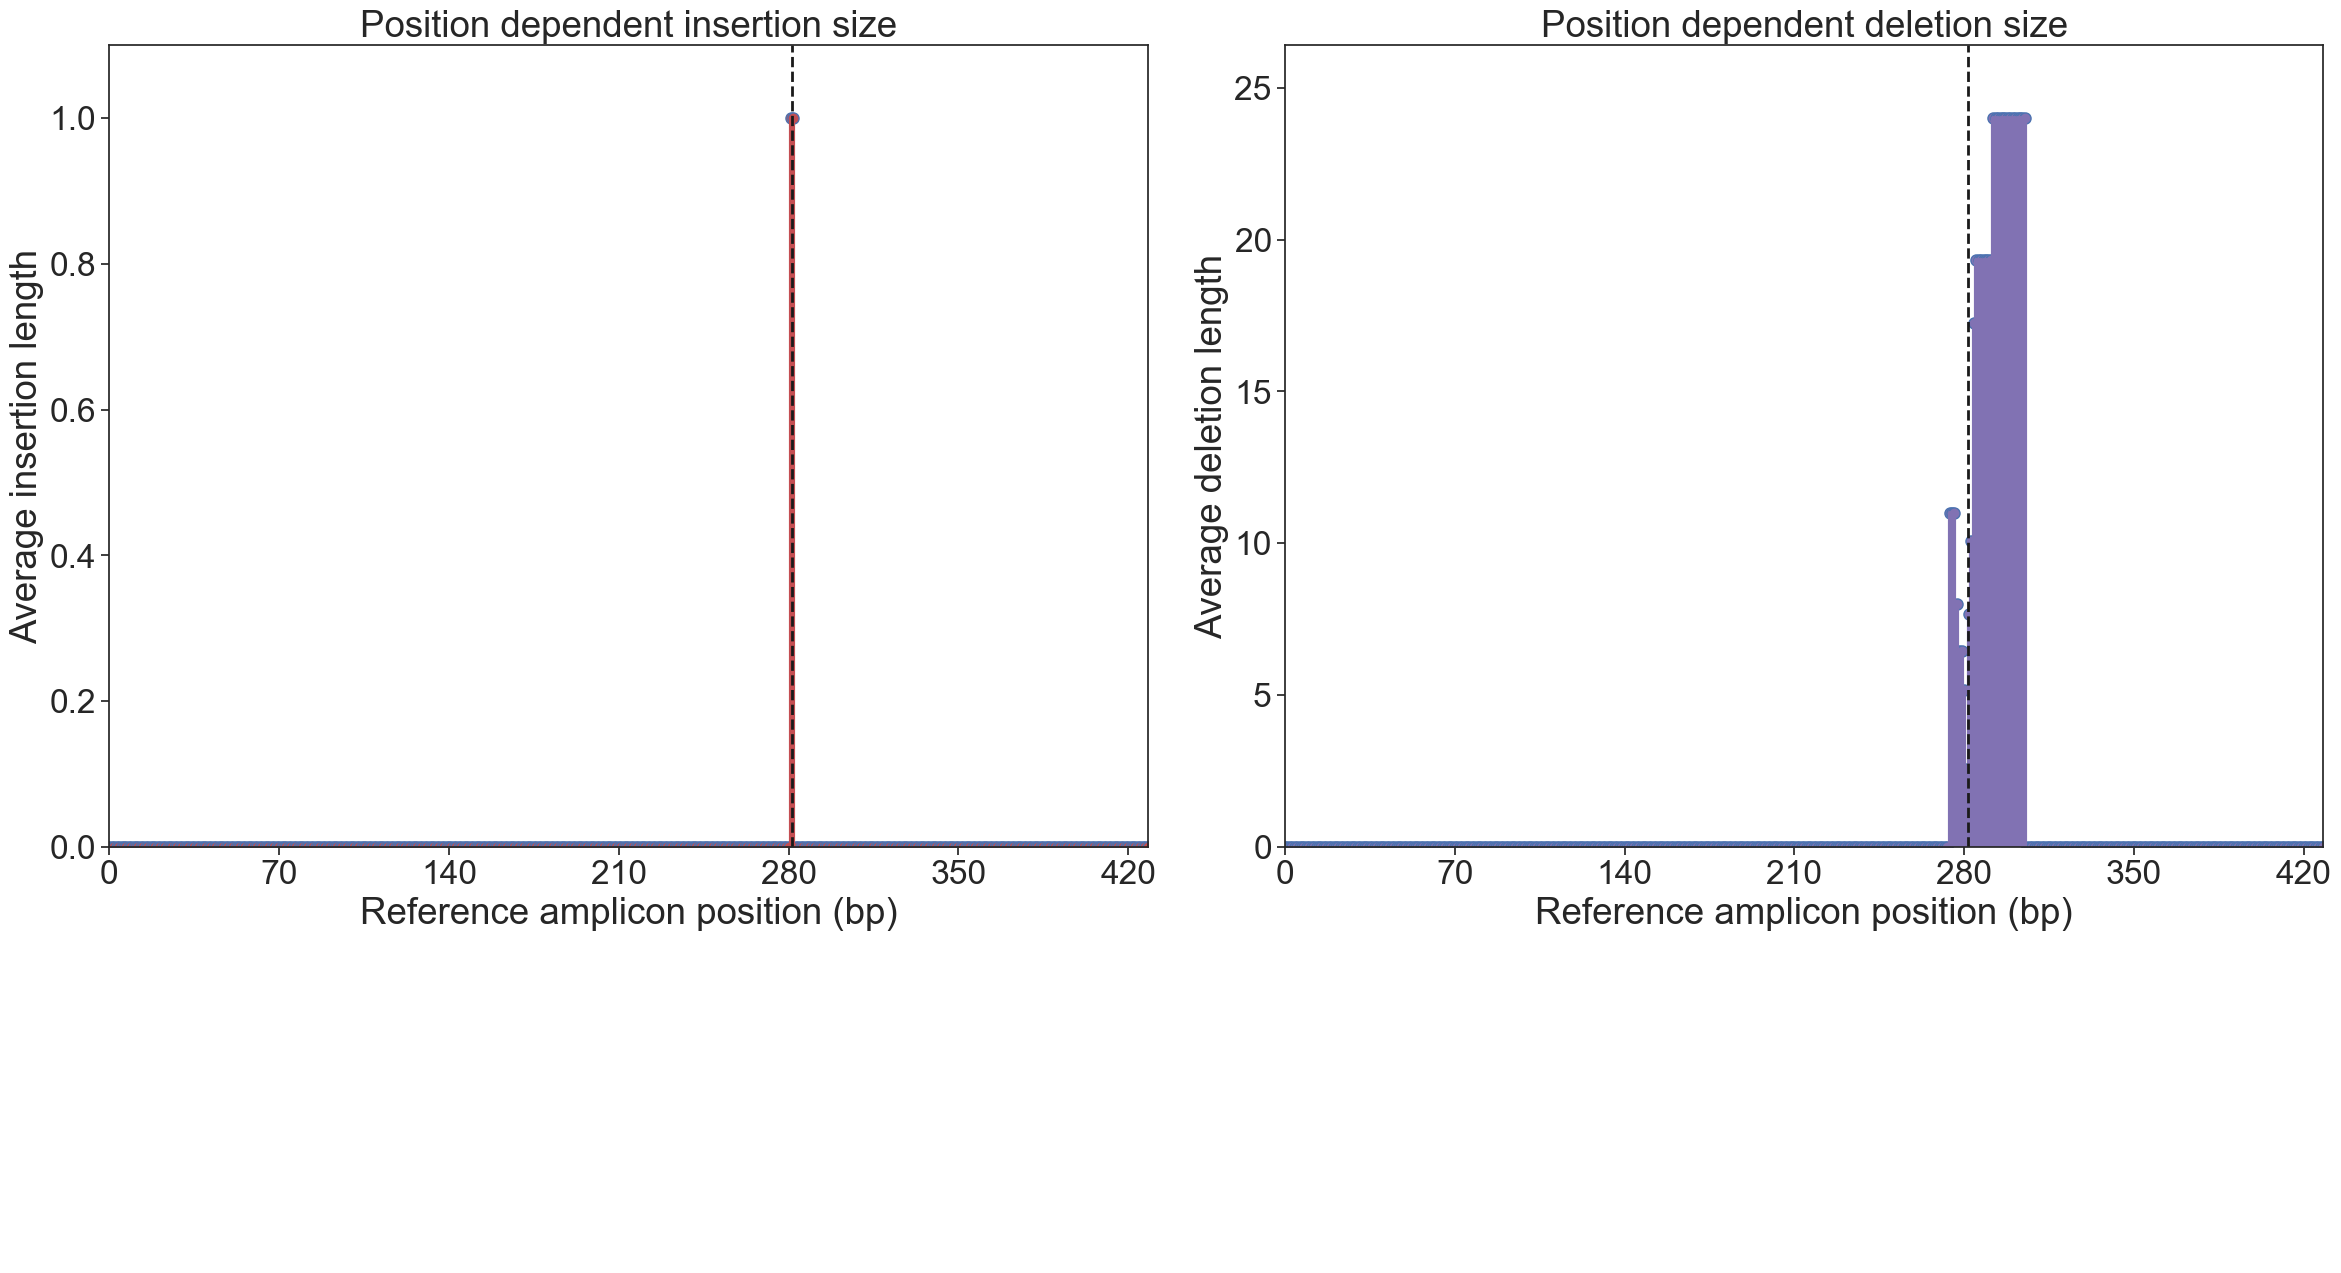 Position dependent insertion size
Average insertion length
1.0
0.8
0.6
0.4
0.2
0.0
0 70 140 210 280 350 420
Reference amplicon position (bp)
Position dependent deletion size
Average deletion length
25
20
15
10
5
0
0 70 140 210 280 350 420
Reference amplicon position (bp)